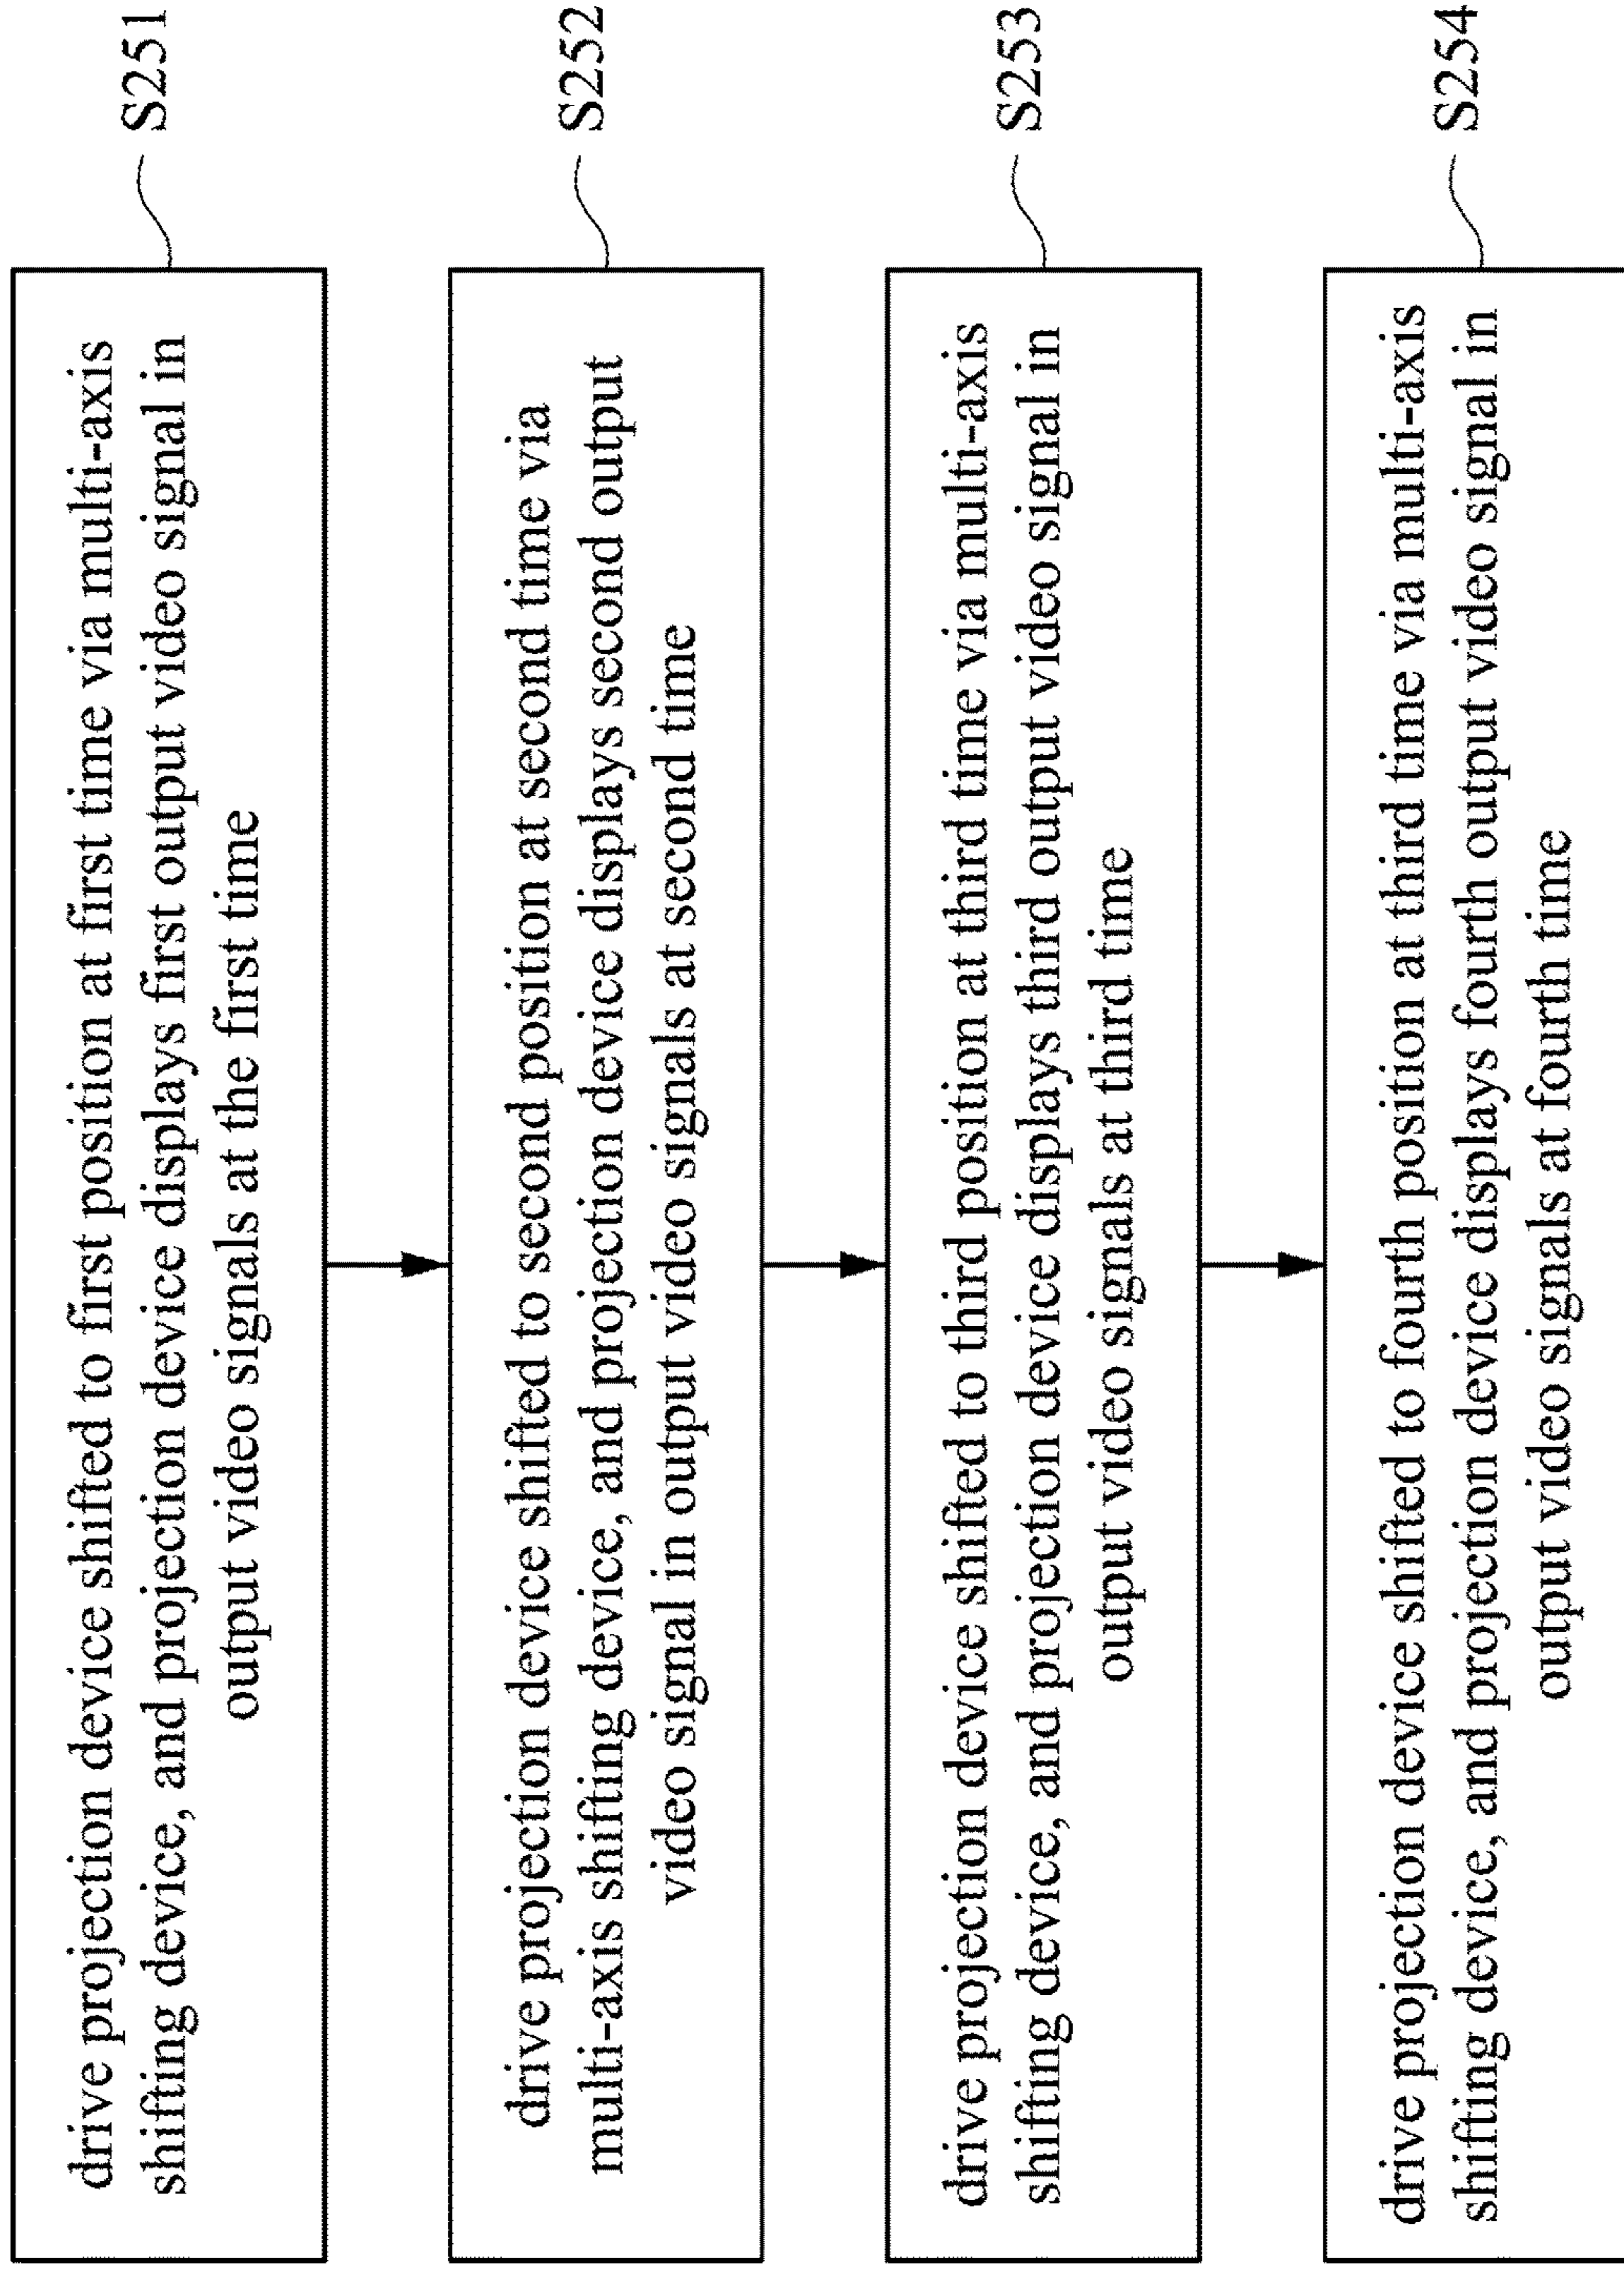 drive projection device shifted to first position at first time via multi-axis
shifting device, and projection device displays first output video signal in
output video signals at the first time
S251
drive projection device shifted to second position at second time via
multi-axis shifting device, and projection device displays second output
video signal in output video signals at second time
S252
drive projection device shifted to third position at third time via multi-axis
shifting device, and projection device displays third output video signal in
output video signals at third time
S253
drive projection device shifted to fourth position at third time via multi-axis
shifting device, and projection device displays fourth output video signal in
output video signals at fourth time
S254